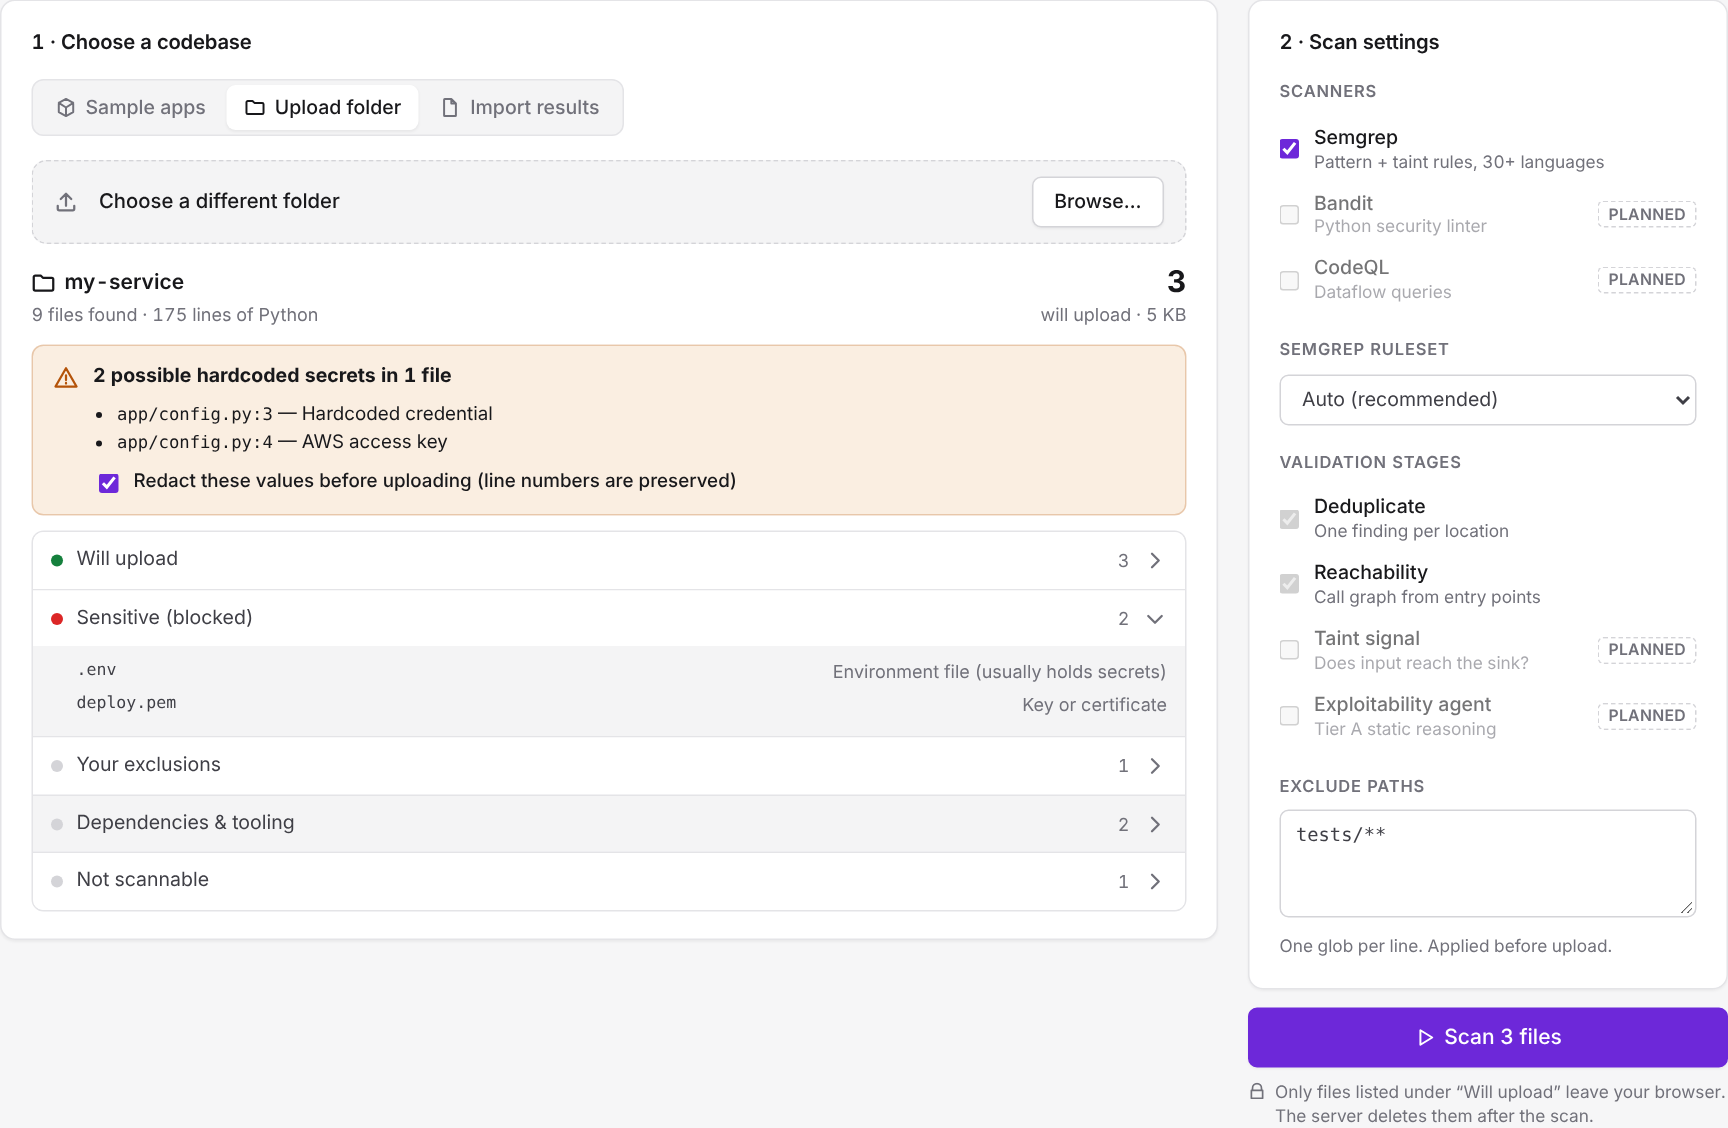 1 · Choose a codebase
Sample apps
Upload folder
Import results
Choose a different folder
Browse...
my-service
3
9 files found · 175 lines of Python
will upload · 5 KB
2 possible hardcoded secrets in 1 file
• app/config.py:3 — Hardcoded credential
• app/config.py:4 — AWS access key
Redact these values before uploading (line numbers are preserved)
Will upload
3
Sensitive (blocked)
2
.env
Environment file (usually holds secrets)
deploy.pem
Key or certificate
Your exclusions
1
Dependencies & tooling
2
Not scannable
1
2 · Scan settings
SCANNERS
Semgrep
Pattern + taint rules, 30+ languages
Bandit
Python security linter
PLANNED
CodeQL
Dataflow queries
PLANNED
SEMGREP RULESET
Auto (recommended)
VALIDATION STAGES
Deduplicate
One finding per location
Reachability
Call graph from entry points
Taint signal
Does input reach the sink?
PLANNED
Exploitability agent
Tier A static reasoning
PLANNED
EXCLUDE PATHS
tests/**
One glob per line. Applied before upload.
Scan 3 files
Only files listed under “Will upload” leave your browser.
The server deletes them after the scan.